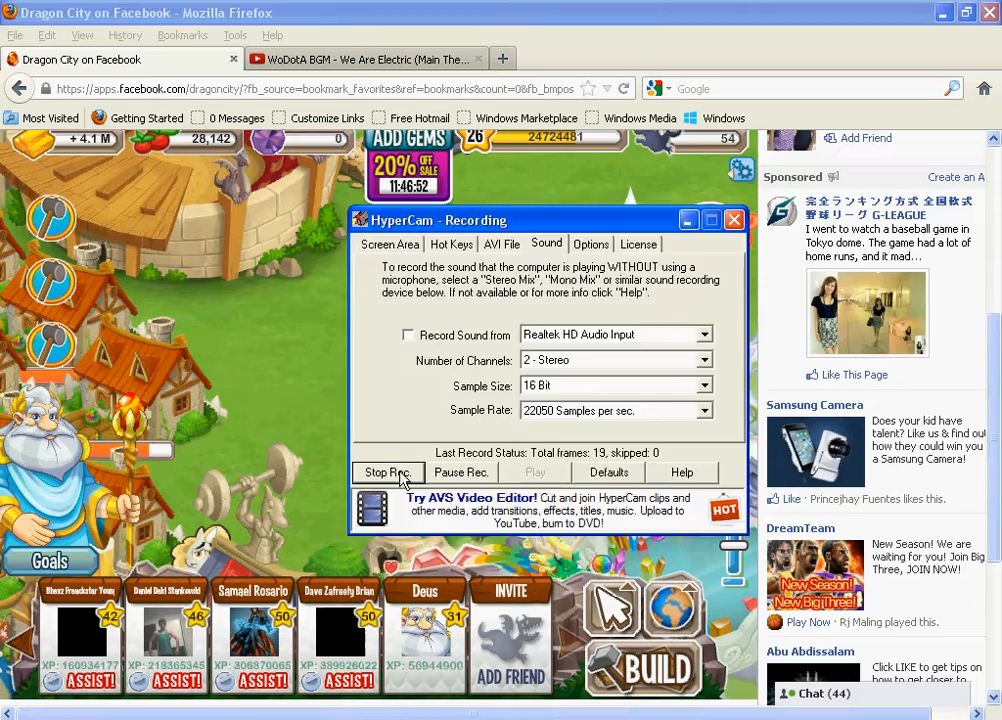 Dragon City on Facebook - Mozilla Firefox
File Edit View History Bookmarks Tools Help
Dragon City on Facebook
WoDotA BGM - We Are Electric (Main The...
https://apps.facebook.com/dragoncity/?fb_source=bookmark_favorites&ref=bookmarks&count=0&fb_bmpos
Google
Most Visited Getting Started 0 Messages Customize Links Free Hotmail Windows Marketplace Windows Media Windows
+ 4.1 M
28,142
0
ADD GEMS
20% OFF SALE
11:46:52
26
24724481
54
Add Friend
Sponsored
Create an A
完全ランキング方式 全国軟式
野球リーグ G-LEAGUE
I went to watch a baseball game in
Tokyo dome. The game had a lot of
home runs, and it mad...
Like This Page
Samsung Camera
Does your kid have
talent? Like us & find out
how they could win
a Samsung Camera!
Like · Princejhay Fuentes likes this.
DreamTeam
New Season! We are
waiting for you! Join Big
Three, JOIN EPIC...
New Season!
New Big Three!
Play Now · Rj Maling played this.
Abu Abdissalam
Click LIKE to get tips on
Chat (44)
HyperCam - Recording
Screen Area Hot Keys AVI File Sound Options License
To record the sound that the computer is playing WITHOUT using a
microphone, select a "Stereo Mix", "Mono Mix" or similar sound recording
device below. If not available or for more info click "Help".
Record Sound from Realtek HD Audio Input
Number of Channels: 2 - Stereo
Sample Size: 16 Bit
Sample Rate: 22050 Samples per sec.
Last Record Status: Total frames: 19, skipped: 0
Stop Rec. Pause Rec. Play Defaults Help
Try AVS Video Editor! Cut and join HyperCam clips and
other media, add transitions, effects, titles, music. Upload to
YouTube, burn to DVD!
HOT
Goals
42
XP: 160934177
ASSIST!
Daniel Duki Stankovski
46
XP: 218365345
ASSIST!
Samael Rosario
50
XP: 306870065
ASSIST!
Dave Zafreely Brian
50
XP: 389926022
ASSIST!
Deus
31
XP: 56944900
INVITE
ADD FRIEND
BUILD